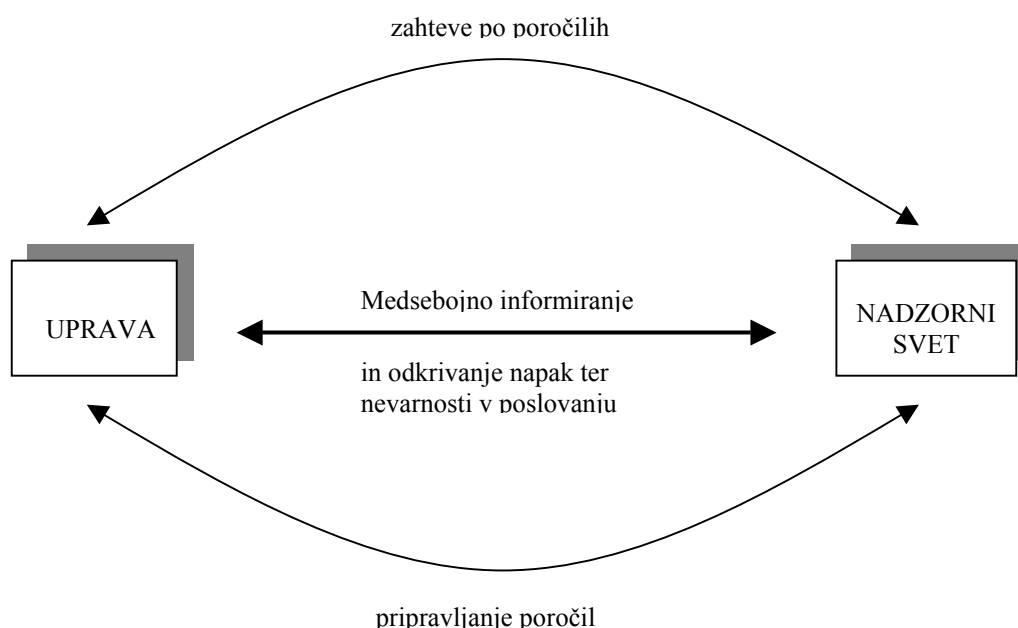 zahteve po poročilih
UPRAVA
Medsebojno informiranje
in odkrivanje napak ter
nevarnosti v poslovanju
NADZORNI
SVET
pripravljanje poročil